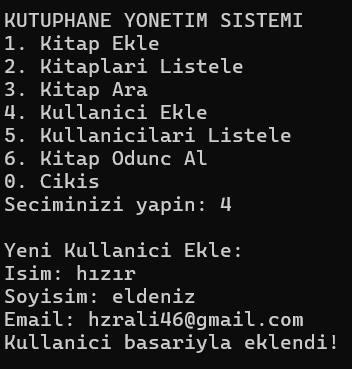 KUTUPHANE YONETIM SISTEMI
1. Kitap Ekle
2. Kitaplari Listele
3. Kitap Ara
4. Kullanici Ekle
5. Kullanicilari Listele
6. Kitap Odunc Al
0. Cikis
Seciminizi yapin: 4
Yeni Kullanici Ekle:
Isim: hızır
Soyisim: eldeniz
Email: hzrali46@gmail.com
Kullanici basariyla eklendi!